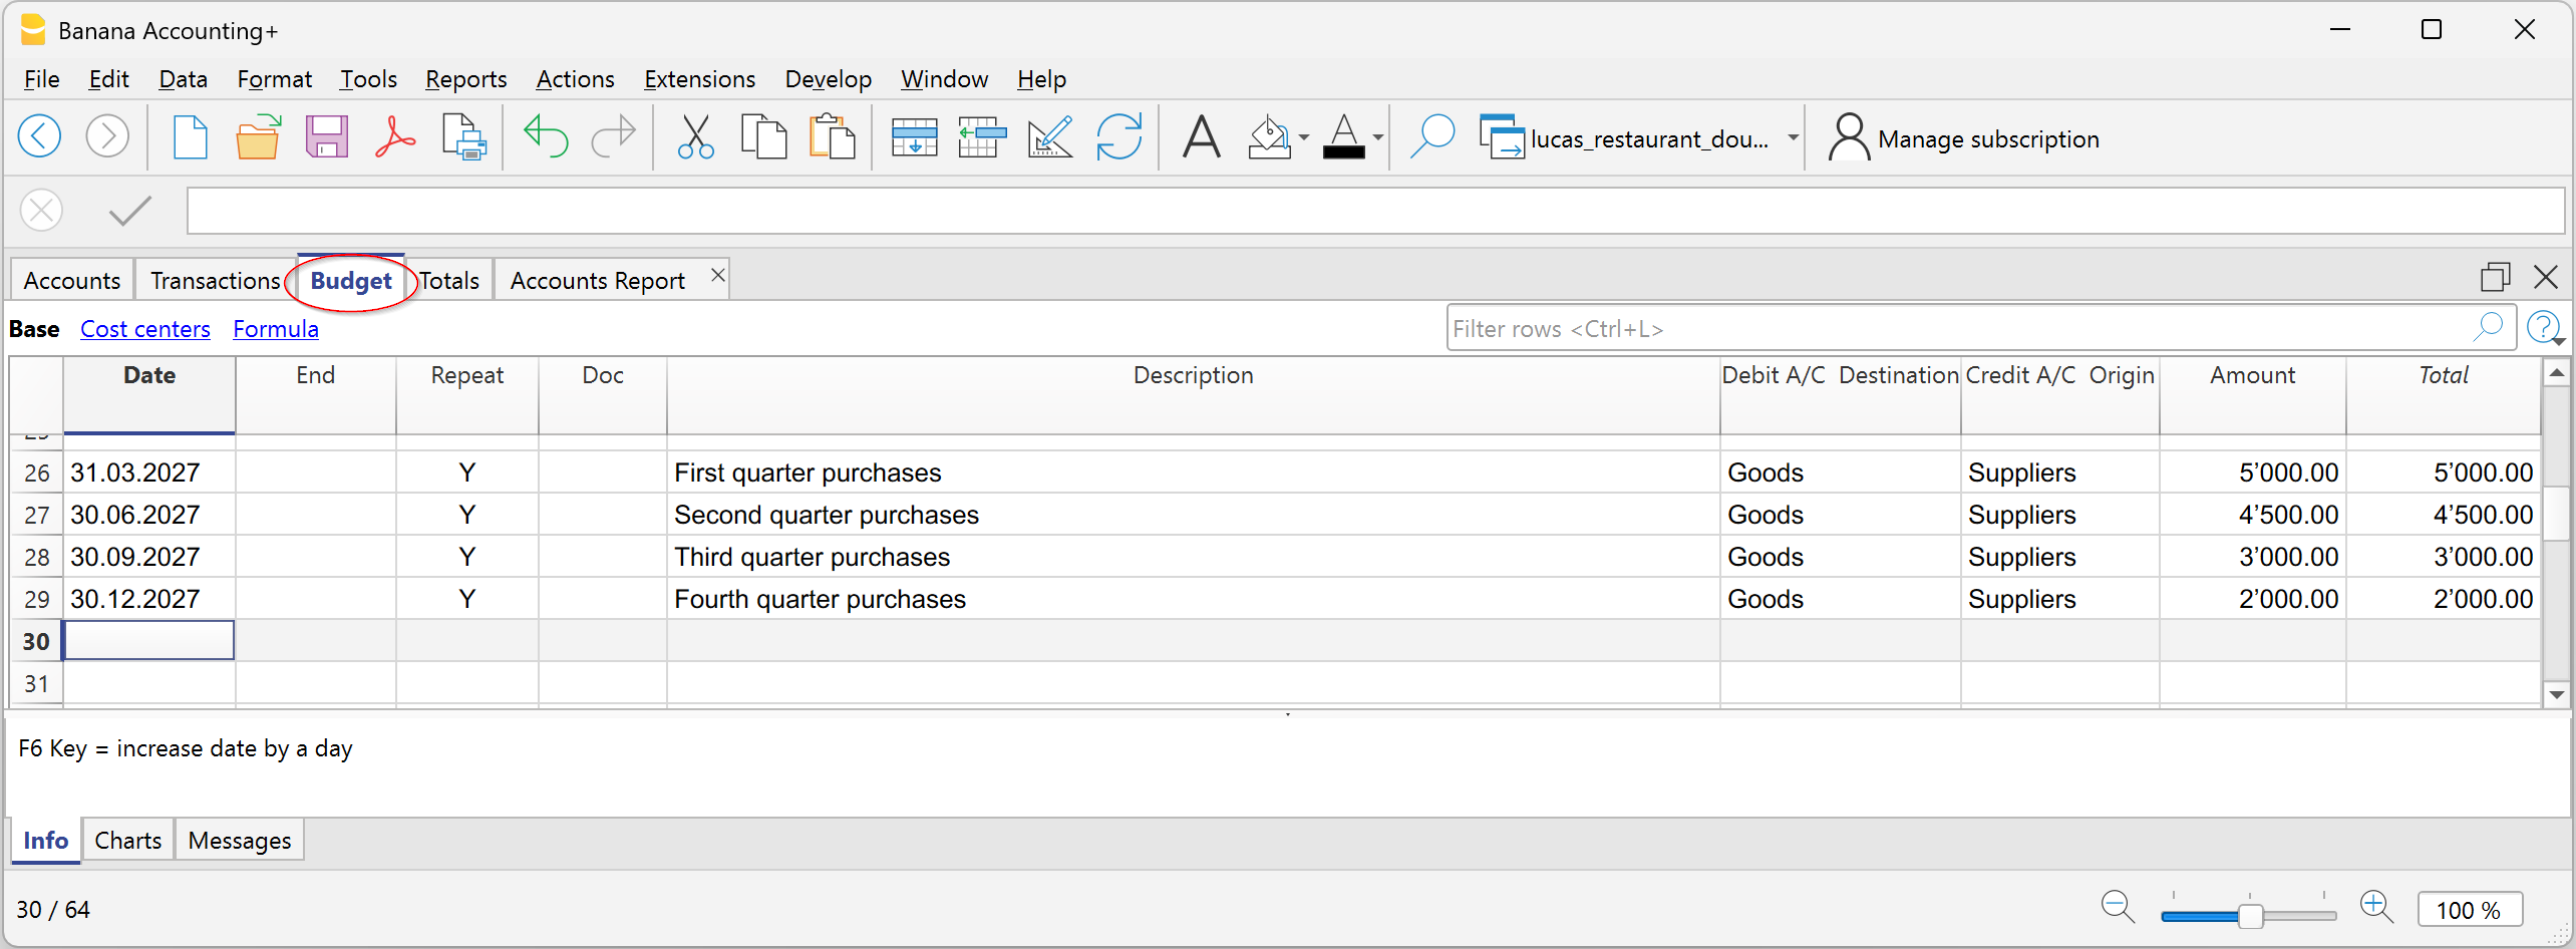 Banana Accounting+
File Edit Data Format Tools Reports Actions Extensions Develop Window Help
lucas_restaurant_dou... Manage subscription
Accounts Transactions Budget Totals Accounts Report
Base Cost centers Formula Filter rows <Ctrl+L>
Date End Repeat Doc Description Debit A/C Destination Credit A/C Origin Amount Total
26 31.03.2027 Y First quarter purchases Goods Suppliers 5’000.00 5’000.00
27 30.06.2027 Y Second quarter purchases Goods Suppliers 4’500.00 4’500.00
28 30.09.2027 Y Third quarter purchases Goods Suppliers 3’000.00 3’000.00
29 30.12.2027 Y Fourth quarter purchases Goods Suppliers 2’000.00 2’000.00
30
31
F6 Key = increase date by a day
Info Charts Messages
30 / 64 100 %